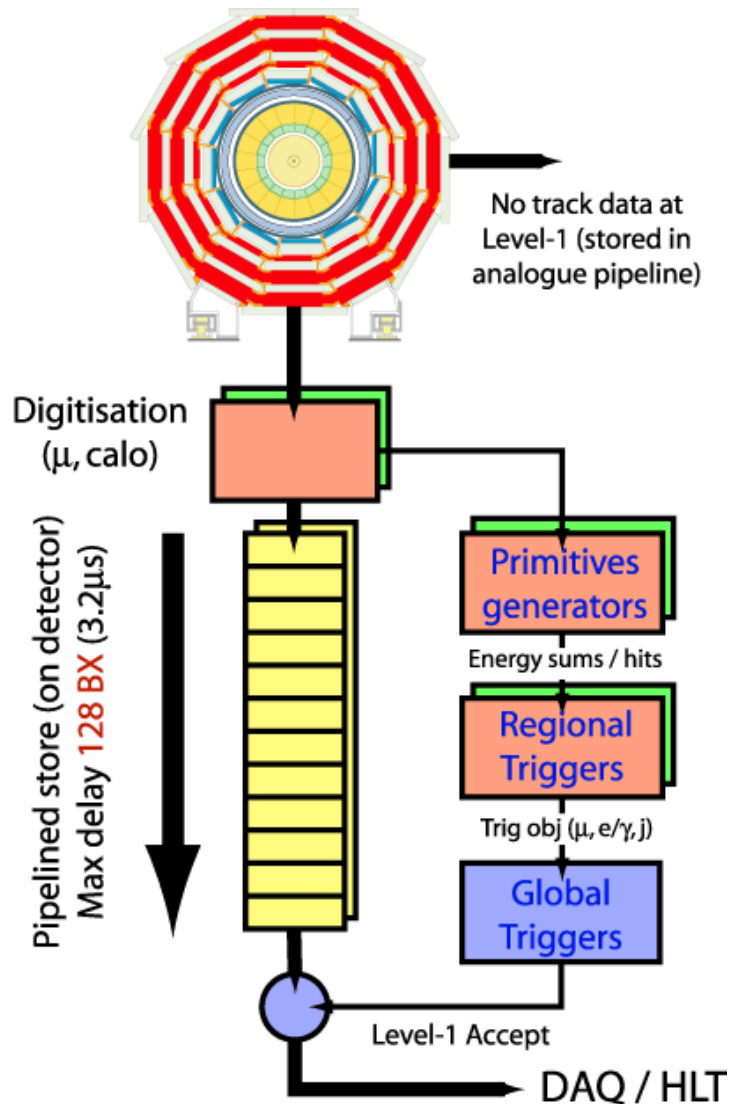 No track data at
Level-1 (stored in
analogue pipeline)
Digitisation
(μ, calo)
Pipelined store (on detector)
Max delay 128 BX (3.2μs)
Primitives
generators
Energy sums / hits
Regional
Triggers
Trig obj (μ, e/γ, j)
Global
Triggers
Level-1 Accept
DAQ / HLT